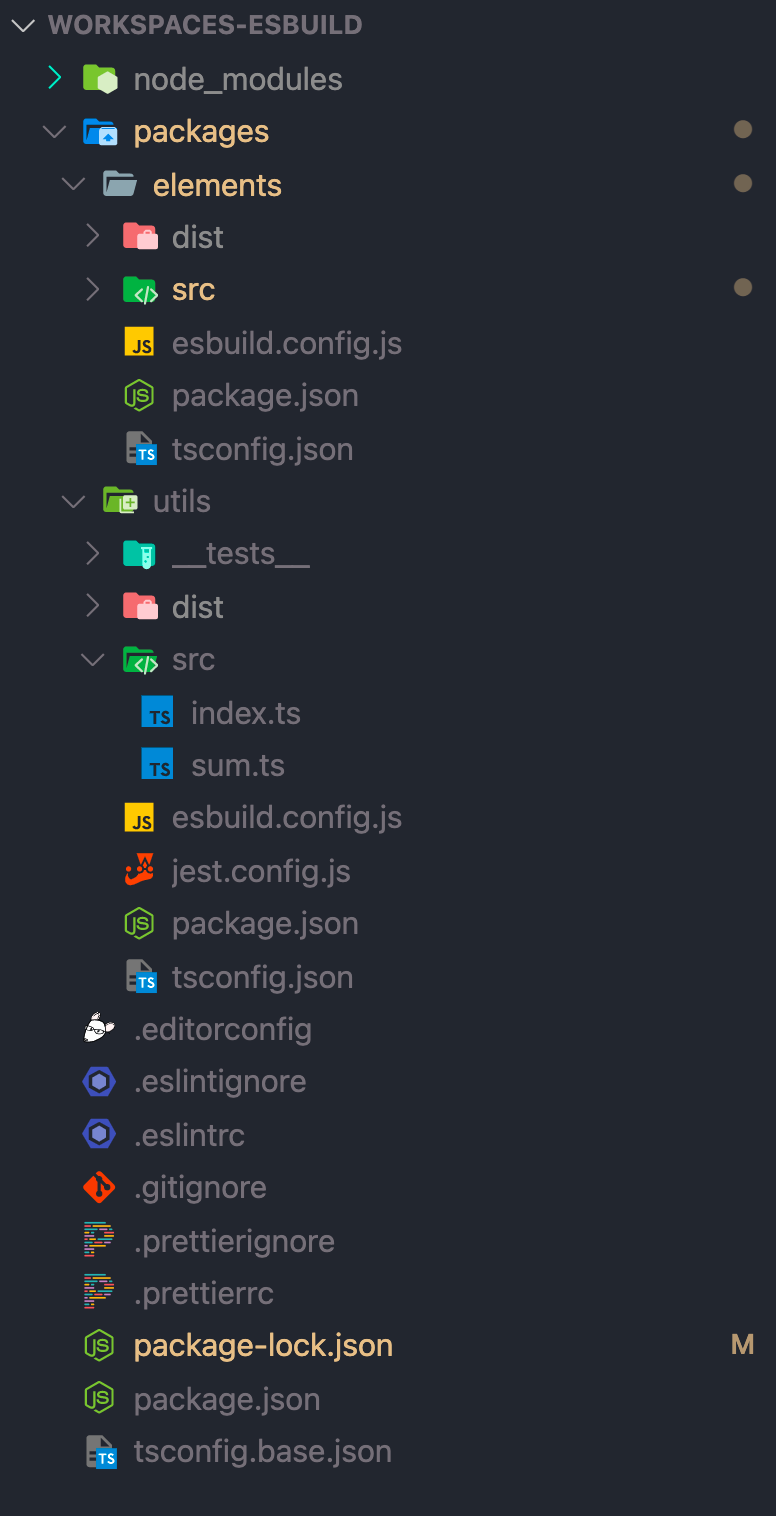 WORKSPACES-ESBUILD
node_modules
packages
elements
dist
src
JS esbuild.config.js
JS package.json
TS tsconfig.json
utils
__tests__
dist
src
TS index.ts
TS sum.ts
JS esbuild.config.js
jest.config.js
JS package.json
TS tsconfig.json
.editorconfig
.eslintignore
.eslintrc
.gitignore
.prettierignore
.prettierrc
JS package-lock.json M
JS package.json
TS tsconfig.base.json